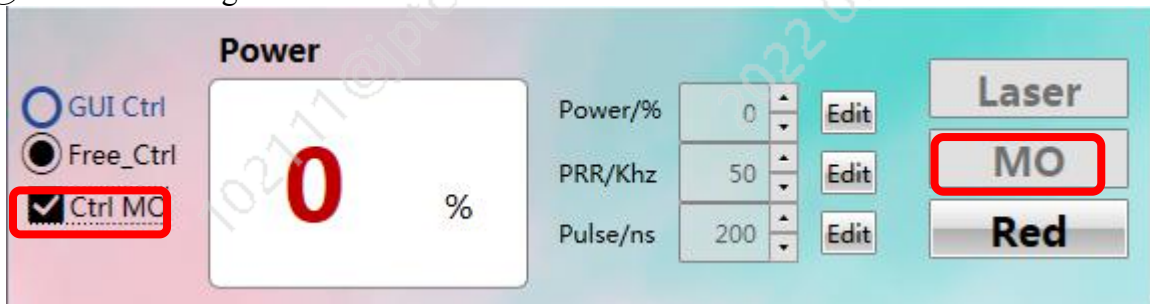 Power
GUI Ctrl
Free_Ctrl
Ctrl MO
0 %
Power/% 0 Edit
PRR/Khz 50 Edit
Pulse/ns 200 Edit
Laser
MO
Red